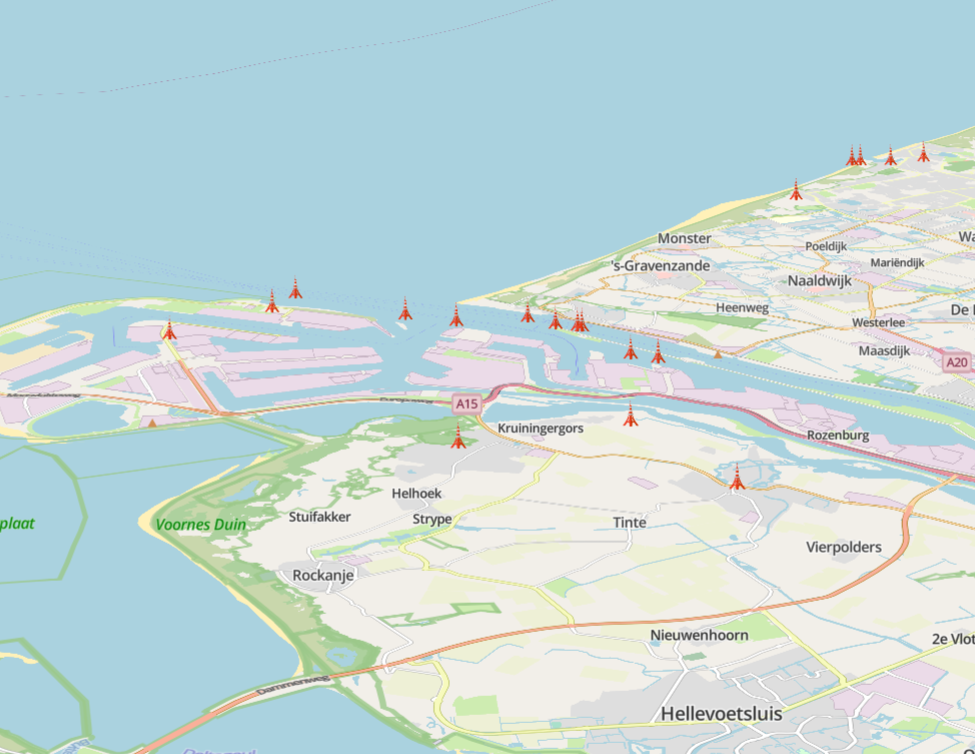 Monster
Poeldijk
Wa
's-Gravenzande
Mariëndijk
Naaldwijk
Heenweg
De
Westerlee
Maasdijk
A20
A15
Kruiningergors
Rozenburg
Helhoek
Stuifakker
Strype
plaat
Voornes Duin
Tinte
Vierpolders
Rockanje
Nieuwenhoorn
2e Vlot
Dammenweg
Hellevoetsluis